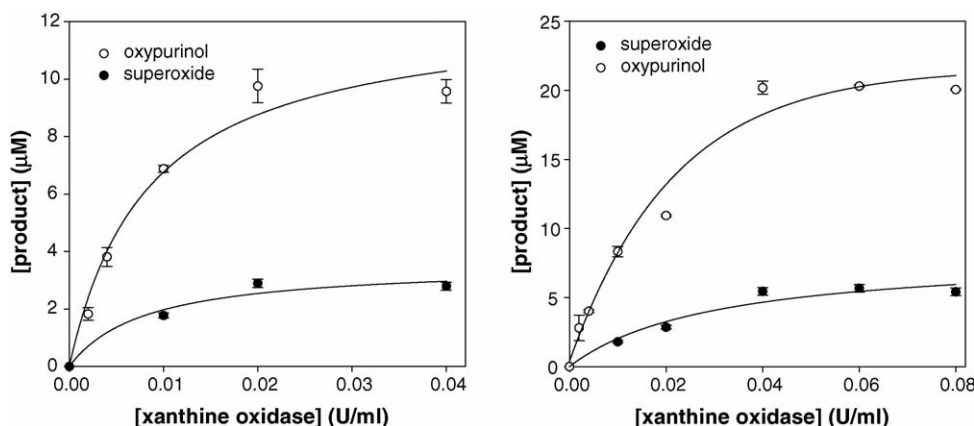 12
10
8
6
4
2
0
oxypurinol
superoxide
[product] (µM)
0.00 0.01 0.02 0.03 0.04
[xanthine oxidase] (U/ml)
25
20
15
10
5
0
superoxide
oxypurinol
[product] (µM)
0.00 0.02 0.04 0.06 0.08
[xanthine oxidase] (U/ml)